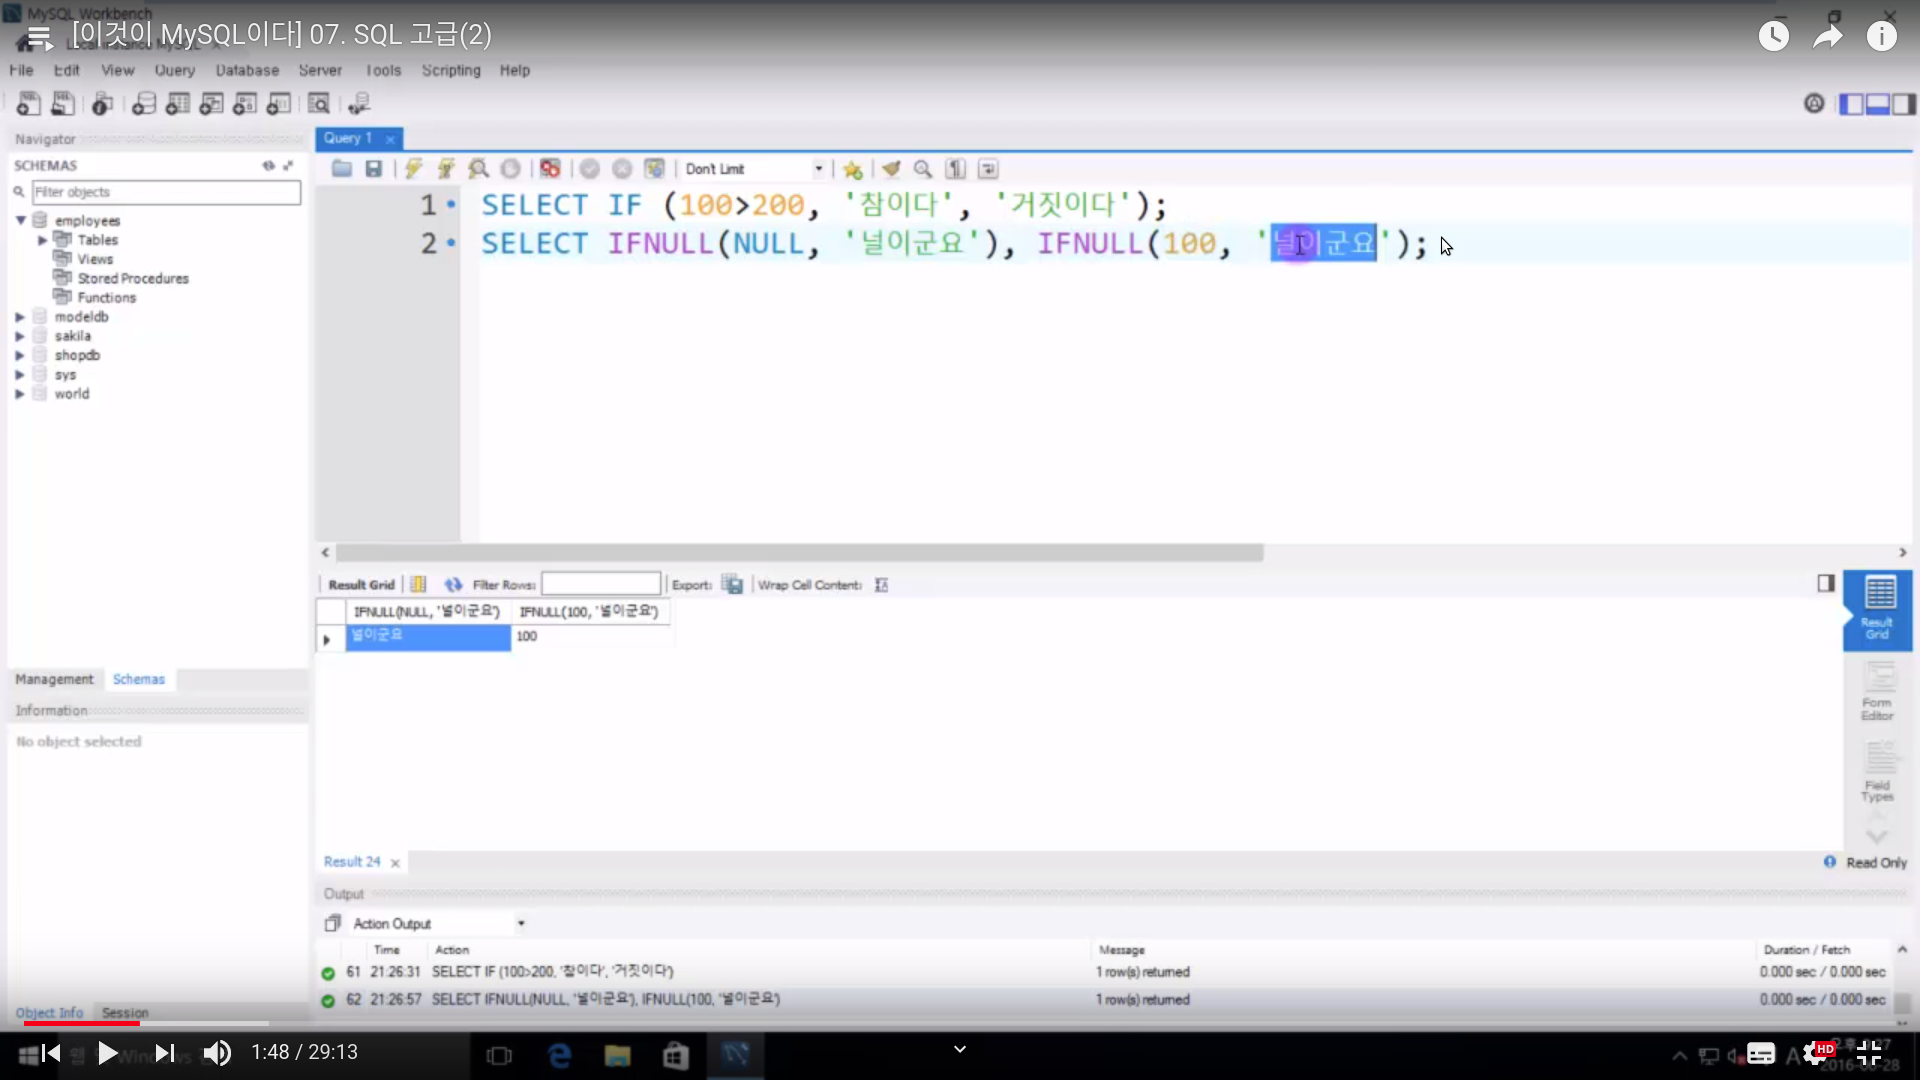 MySQL Workbench
[이것이 MySQL이다] 07. SQL 고급(2)
File Edit View Query Database Server Tools Scripting Help
Navigator
SCHEMAS
Filter objects
employees
Tables
Views
Stored Procedures
Functions
modeldb
sakila
shopdb
sys
world
Management Schemas
Information
No object selected
Object Info Session
Query 1
Don't Limit
1 SELECT IF (100>200, '참이다', '거짓이다');
2 SELECT IFNULL(NULL, '널이군요'), IFNULL(100, '널이군요');
Result Grid Filter Rows: Export: Wrap Cell Content:
IFNULL(NULL, '널이군요') IFNULL(100, '널이군요')
널이군요 100
Result Grid
Form Editor
Field Types
Result 24
Read Only
Output
Action Output
Time Action Message Duration / Fetch
61 21:26:31 SELECT IF (100>200, '참이다', '거짓이다') 1 row(s) returned 0.000 sec / 0.000 sec
62 21:26:57 SELECT IFNULL(NULL, '널이군요'), IFNULL(100, '널이군요') 1 row(s) returned 0.000 sec / 0.000 sec
1:48 / 29:13
HD